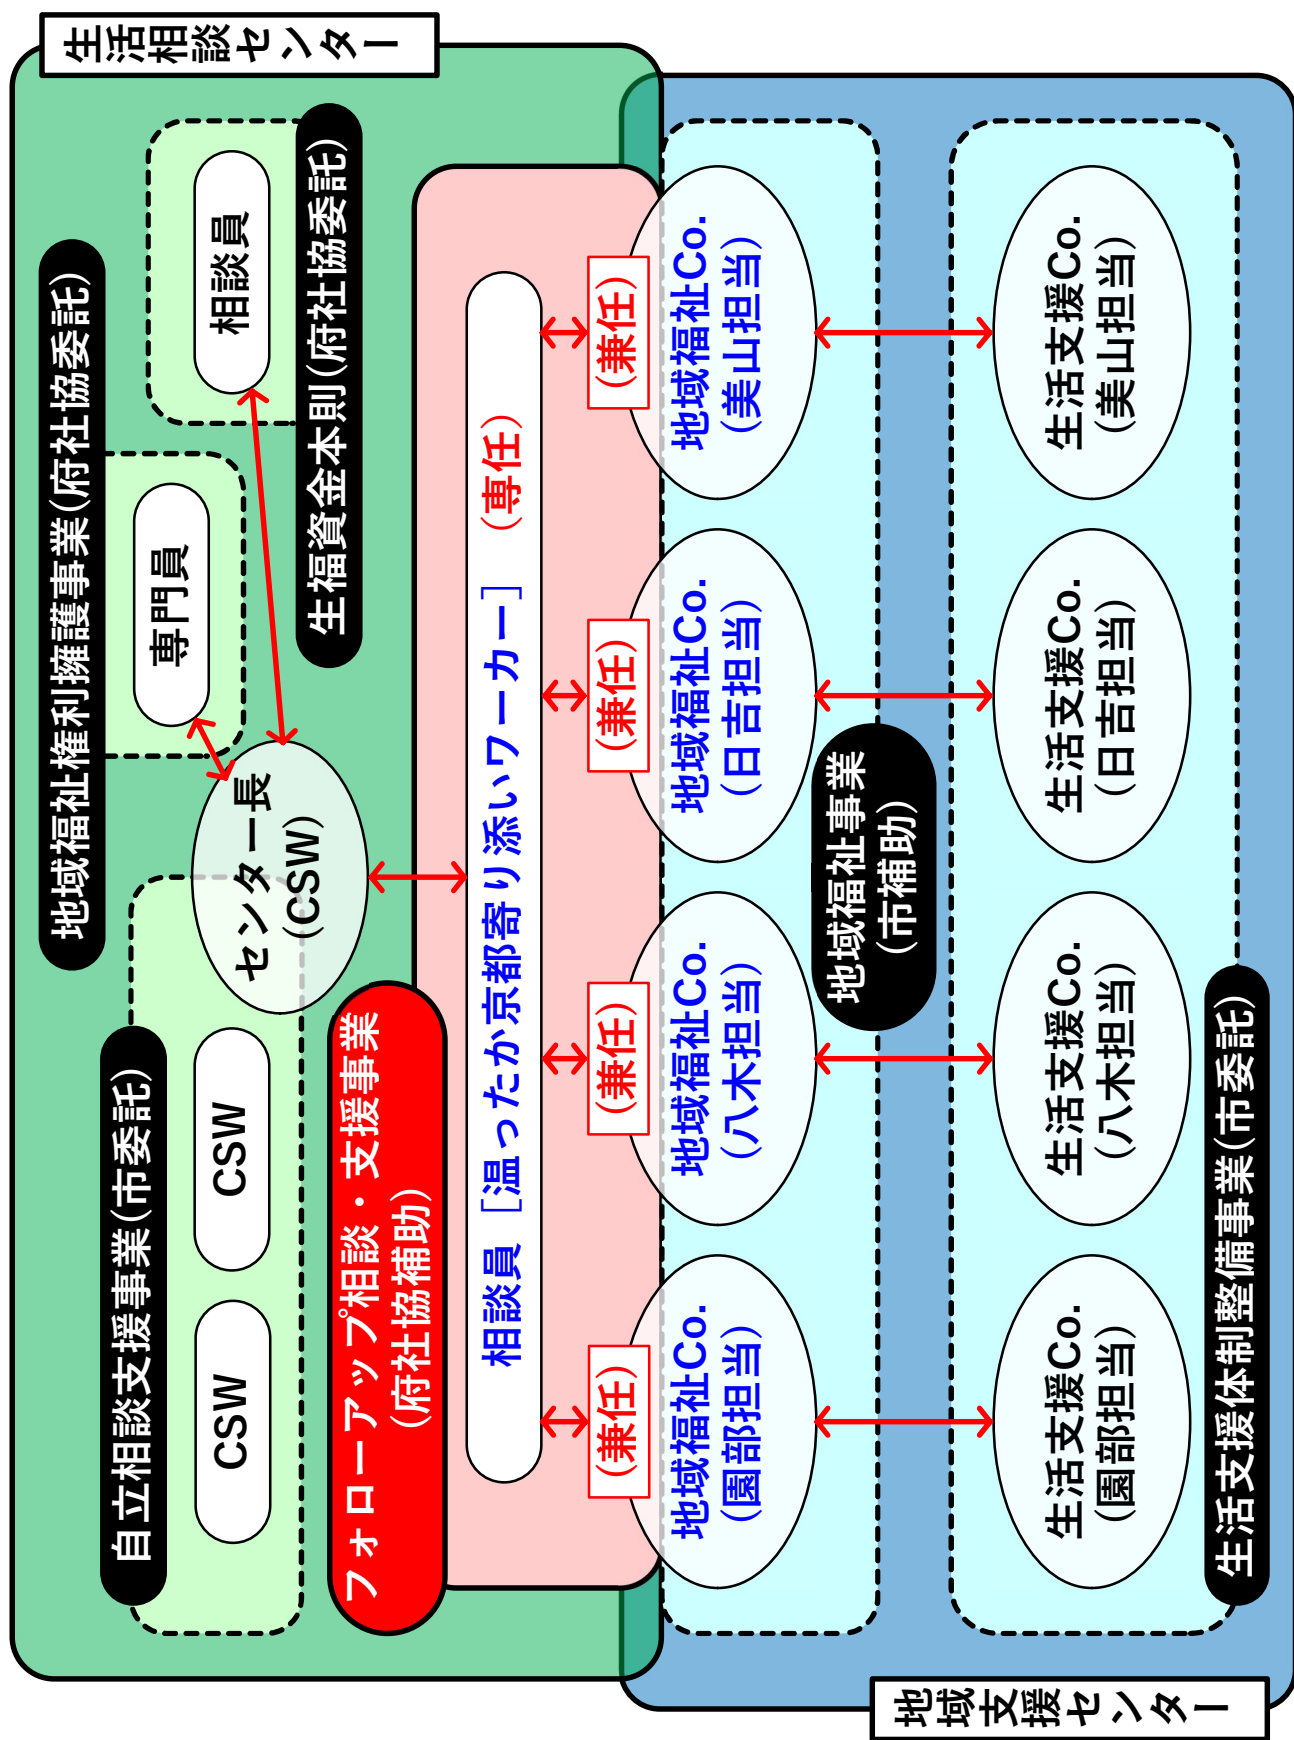 生活相談センター
地域福祉権利擁護事業(府社協委託)
専門員
相談員
生福資金本則(府社協委託)
自立相談支援事業(市委託)
CSW
CSW
センター長
(CSW)
フォローアップ相談・支援事業
(府社協補助)
相談員［温ったか京都寄り添いワーカー］(専任)
(兼任)
地域福祉Co.
(園部担当)
(兼任)
地域福祉Co.
(八木担当)
(兼任)
地域福祉Co.
(日吉担当)
(兼任)
地域福祉Co.
(美山担当)
地域福祉事業
(市補助)
生活支援Co.
(園部担当)
生活支援Co.
(八木担当)
生活支援Co.
(日吉担当)
生活支援Co.
(美山担当)
生活支援体制整備事業(市委託)
地域支援センター